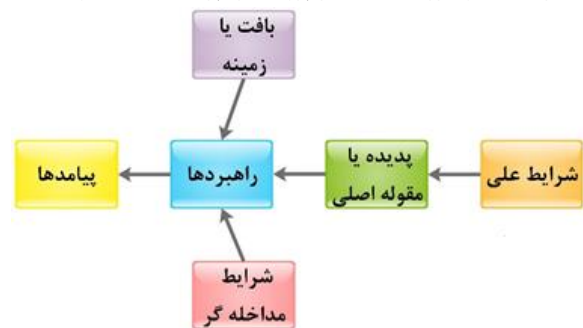 بافت یا
زمینه
شرایط علی
پدیده یا
مقوله اصلی
راهبردها
پیامدها
شرایط
مداخله گر